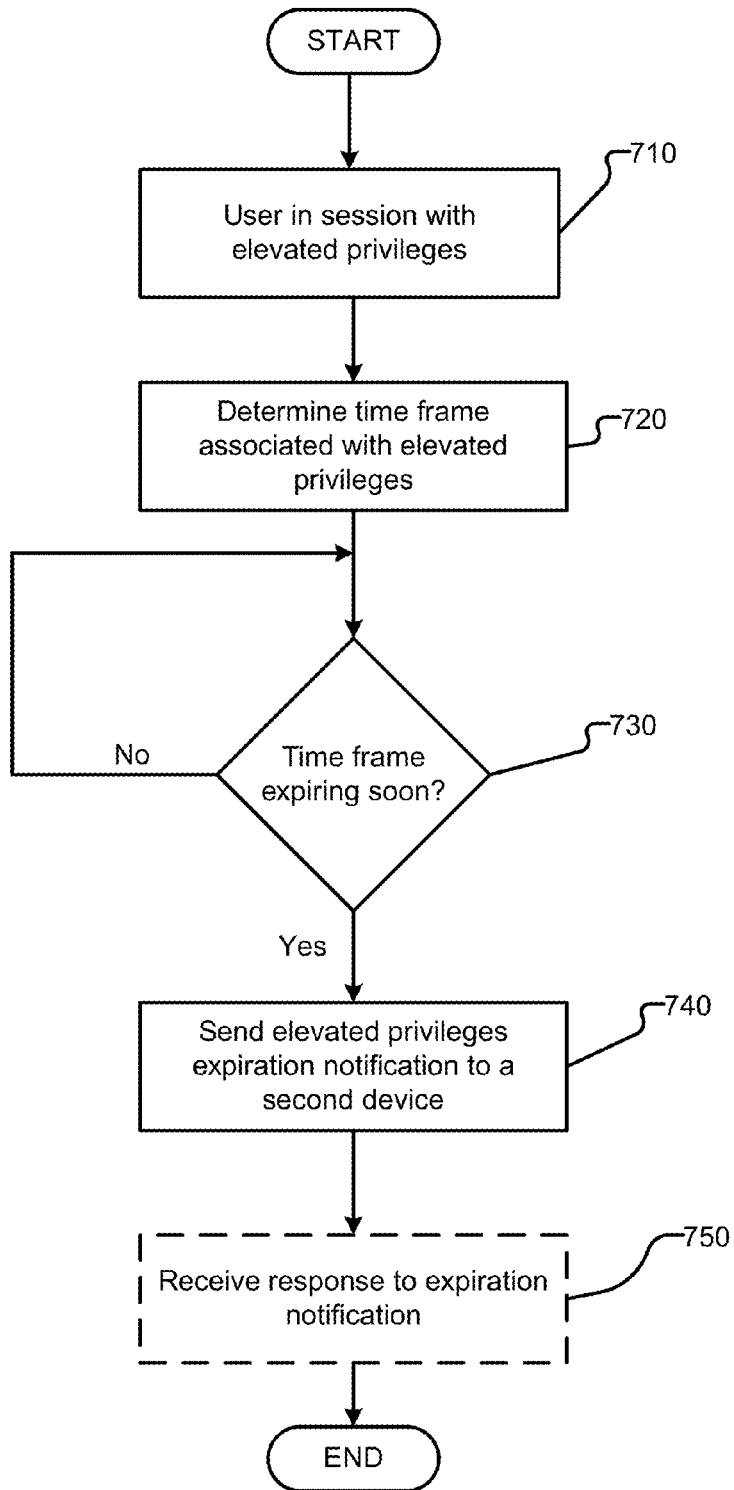 START
710
User in session with
elevated privileges
Determine time frame
associated with elevated
privileges
720
No
Time frame
expiring soon?
730
Yes
Send elevated privileges
expiration notification to a
second device
740
Receive response to expiration
notification
750
END